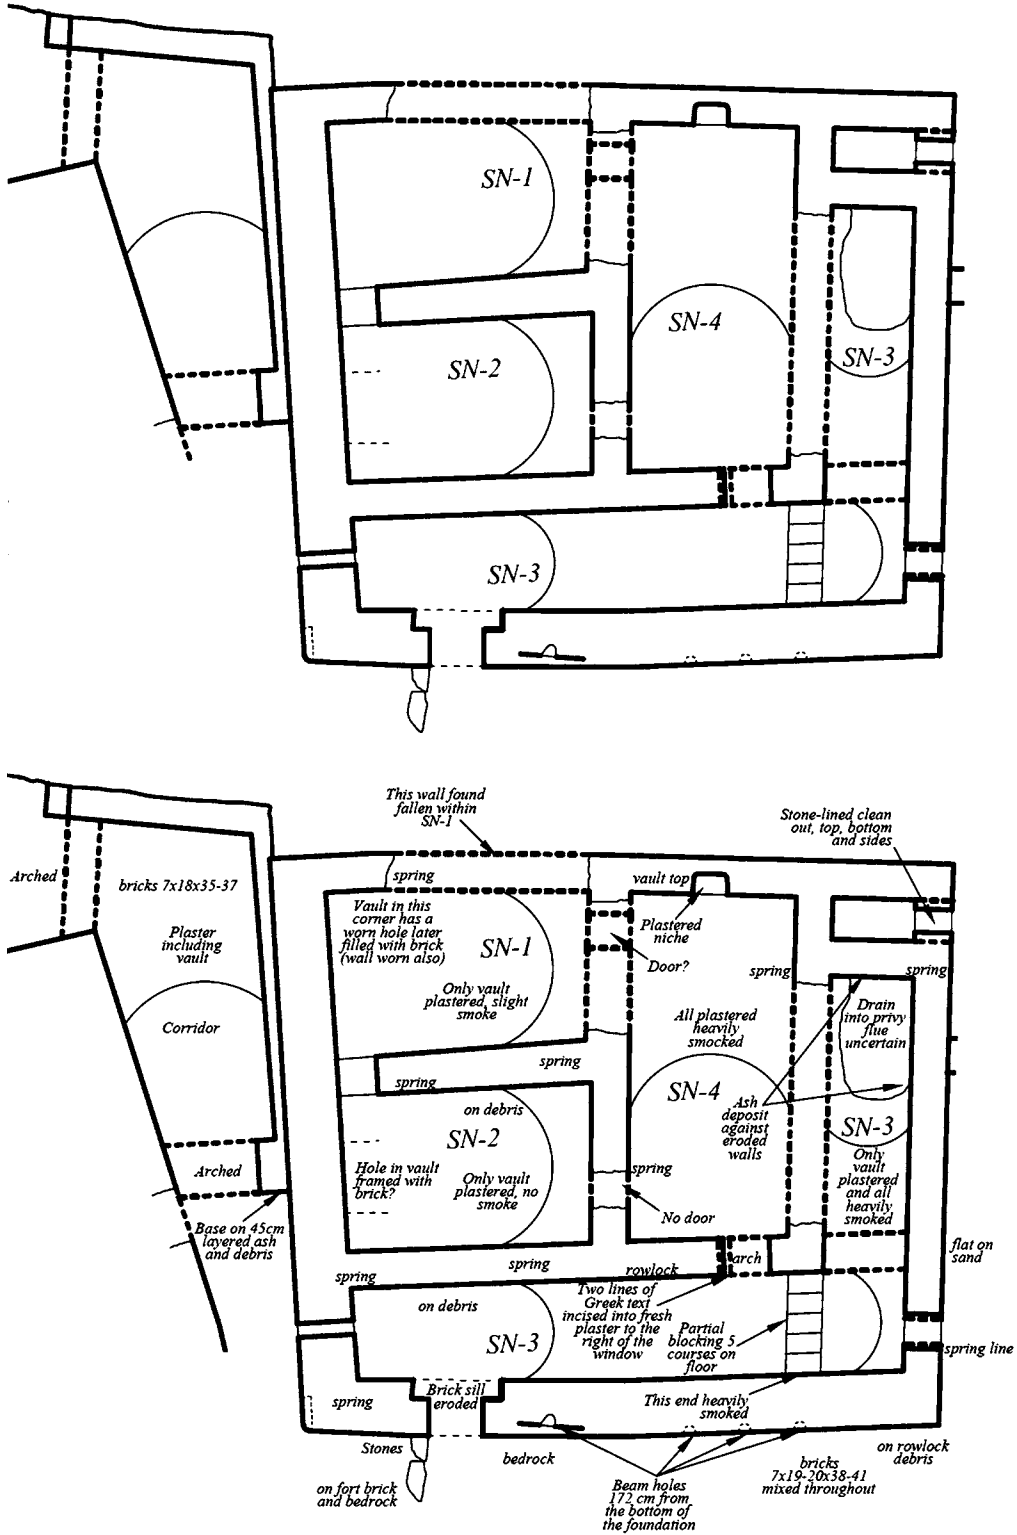 SN-1
SN-4
SN-3
SN-2
SN-3
This wall found
fallen within
SN-1
Stone-lined clean
out, top, bottom
and sides
Arched
bricks 7x18x35-37
spring
vault top
Vault in this
corner has a
worn hole later
filled with brick
(wall worn also)
Plastered
niche
Plaster
including
vault
SN-1
Door?
spring
spring
Only vault
plastered, slight
smoke
Drain
into privy
flue
uncertain
All plastered
heavily
smocked
Corridor
spring
spring
SN-4
on debris
Ash
deposit
against
eroded
walls
SN-3
SN-2
Only
vault
plastered
and all
heavily
smoked
Arched
Hole in vault
framed with
brick?
Only vault
plastered, no
smoke
spring
No door
Base on 45cm
layered ash
and debris
flat on
sand
spring
spring
rowlock
arch
on debris
Two lines of
Greek text
incised into fresh
plaster to the
right of the
window
Partial
blocking 5
courses on
floor
SN-3
spring line
spring
Brick sill
eroded
This end heavily
smoked
Stones
bedrock
on rowlock
debris
on fort brick
and bedrock
Beam holes
172 cm from
the bottom of
the foundation
bricks
7x19-20x38-41
mixed throughout